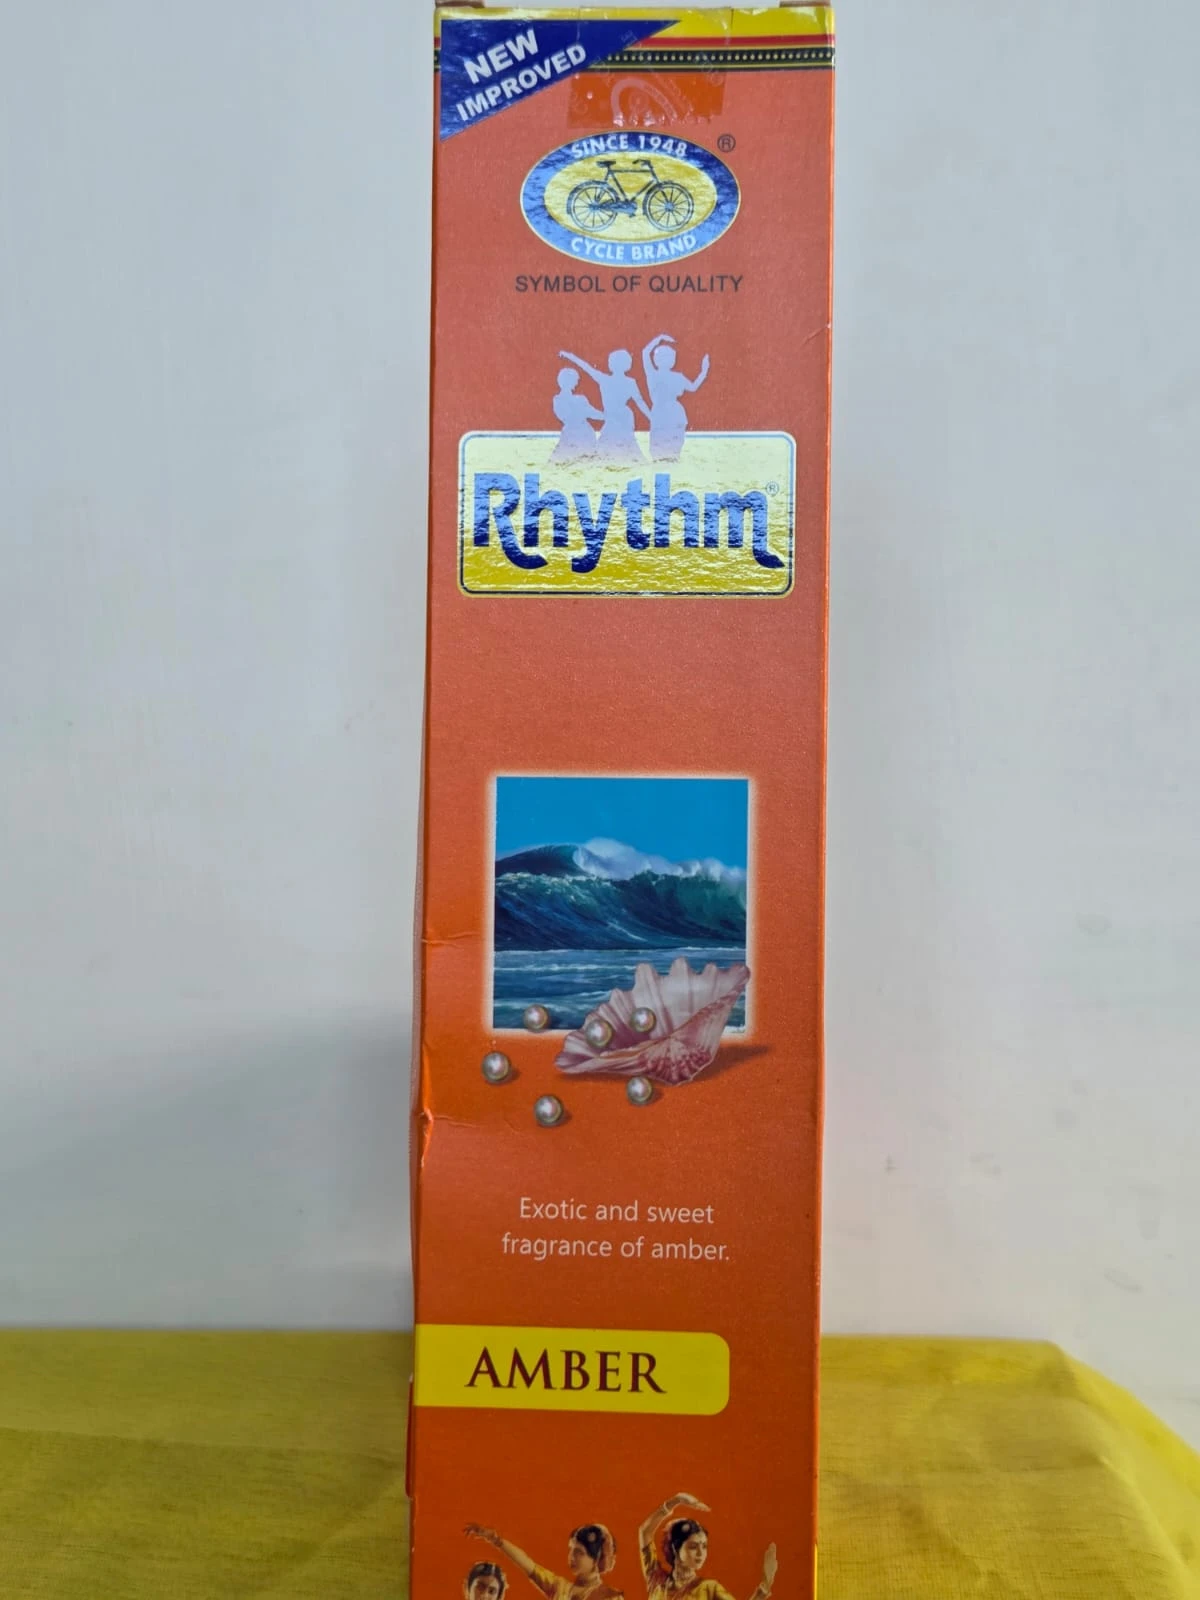 NEW
IMPROVED
SINCE 1948
®
CYCLE BRAND
SYMBOL OF QUALITY
Rhythm®
Exotic and sweet
fragrance of amber.
AMBER